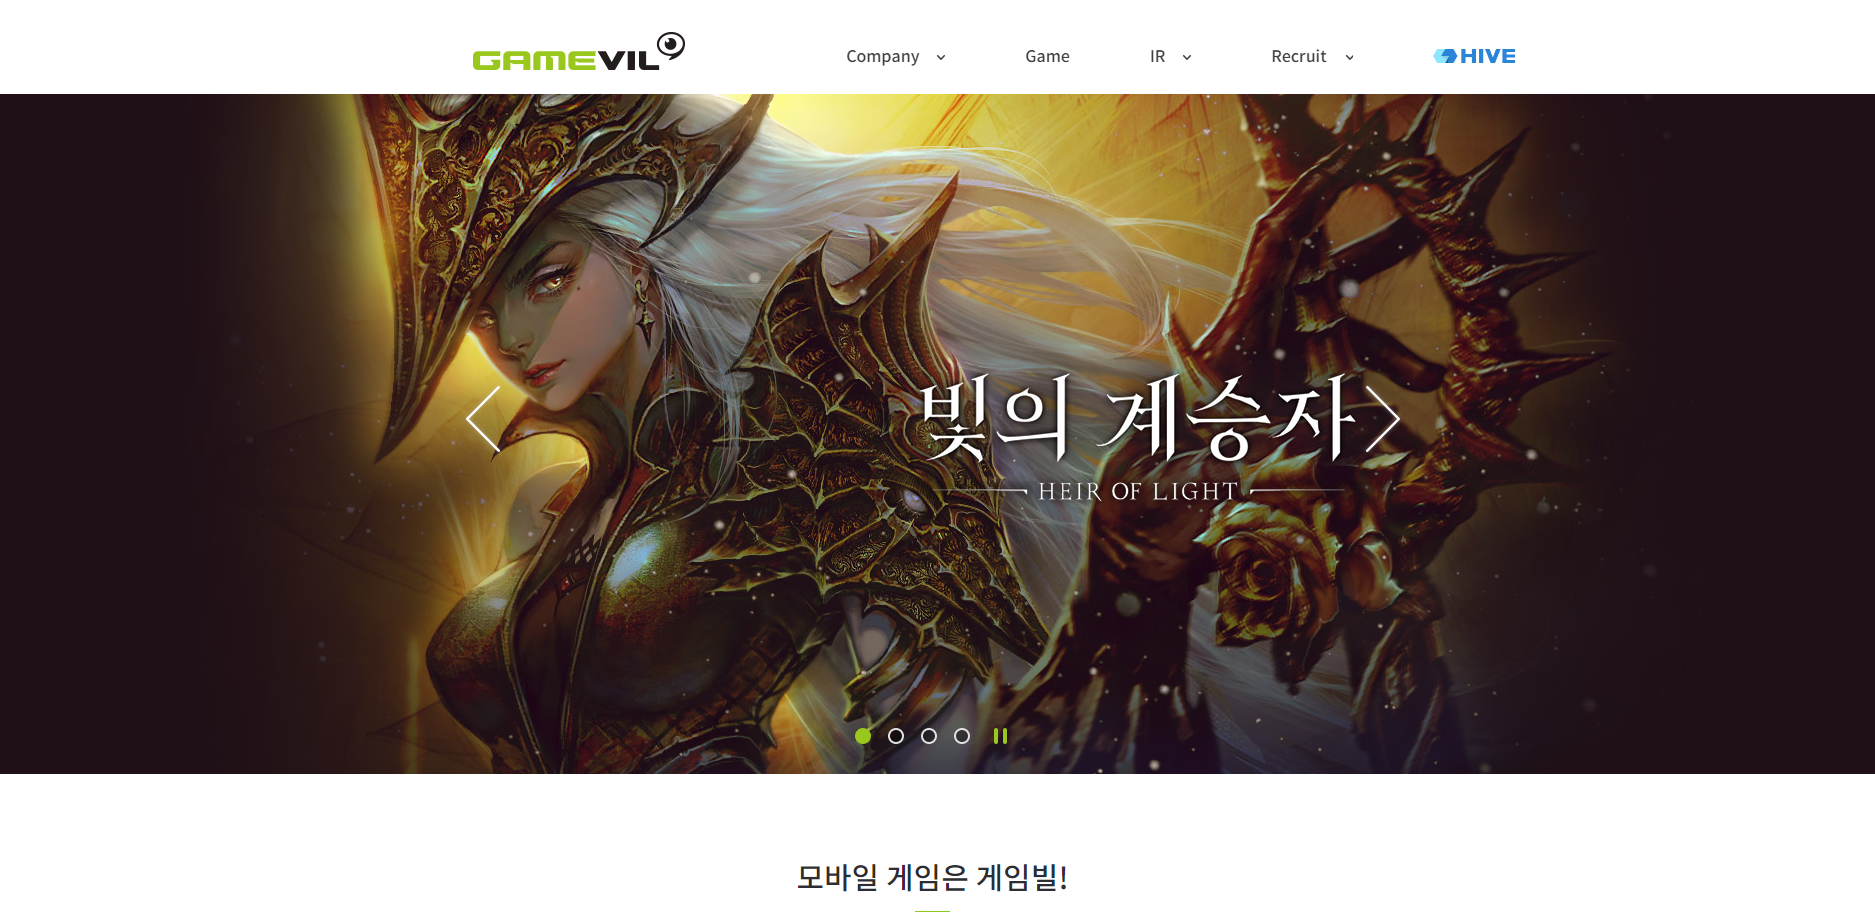 GAMEVIL
Company
Game
IR
Recruit
HIVE
빛의 계승자
HEIR OF LIGHT
모바일 게임은 게임빌!